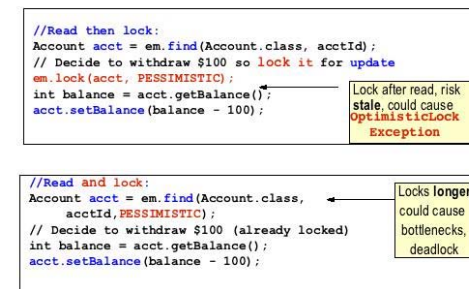 //Read then lock:
Account acct = em.find(Account.class, acctId);
// Decide to withdraw $100 so lock it for update
em.lock(acct, PESSIMISTIC);
int balance = acct.getBalance();
acct.setBalance(balance - 100);
Lock after read, risk
stale, could cause
OptimisticLock
Exception
//Read and lock:
Account acct = em.find(Account.class,
acctId,PESSIMISTIC);
// Decide to withdraw $100 (already locked)
int balance = acct.getBalance();
acct.setBalance(balance - 100);
Locks longer
could cause
bottlenecks,
deadlock